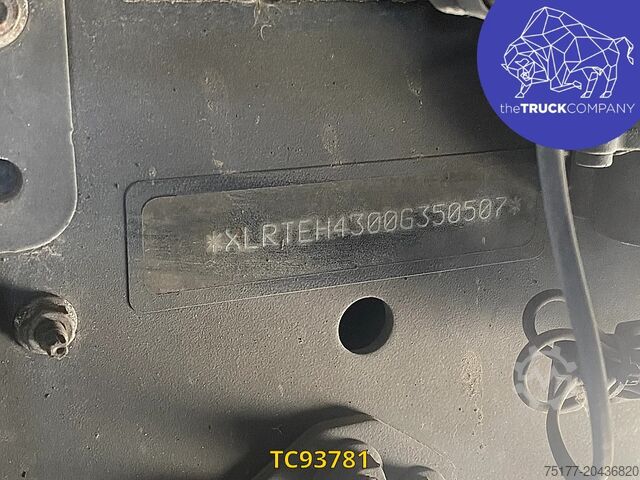 theTRUCKCOMPANY
*XLRTEH4300G350507*
TC93781
75177-20436820